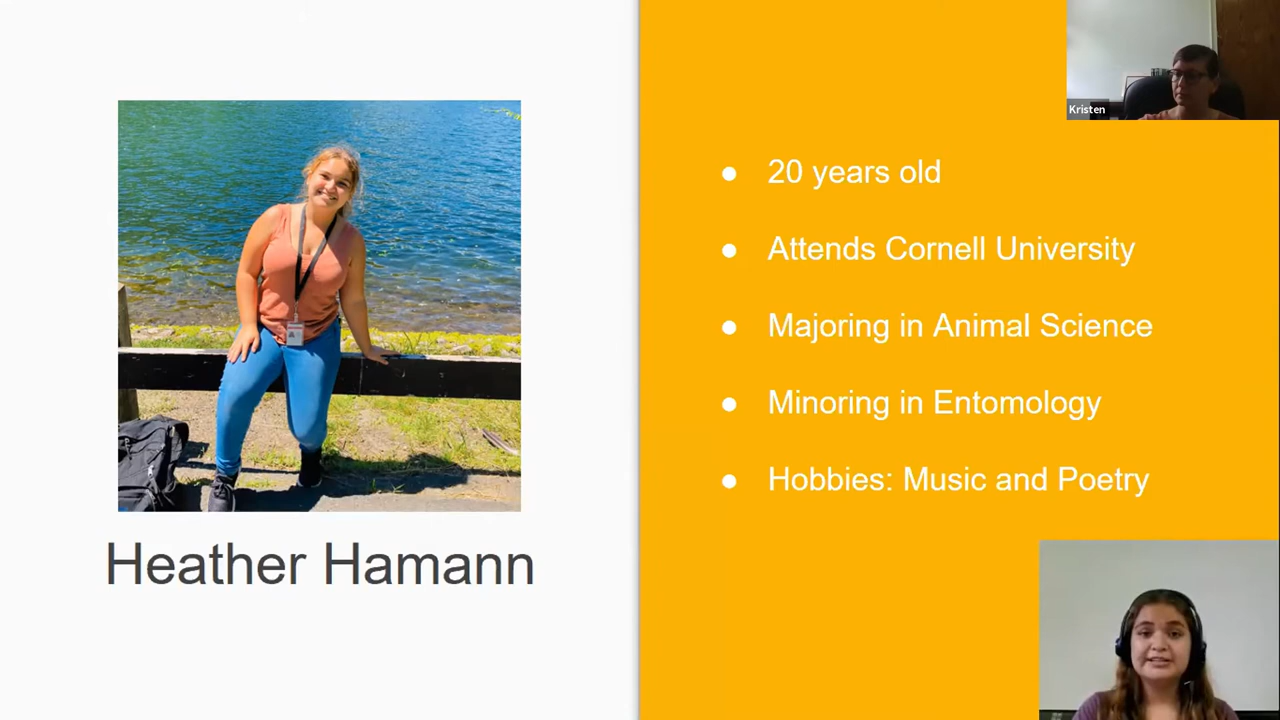 Kristen
20 years old
Attends Cornell University
Majoring in Animal Science
Minoring in Entomology
Hobbies: Music and Poetry
Heather Hamann